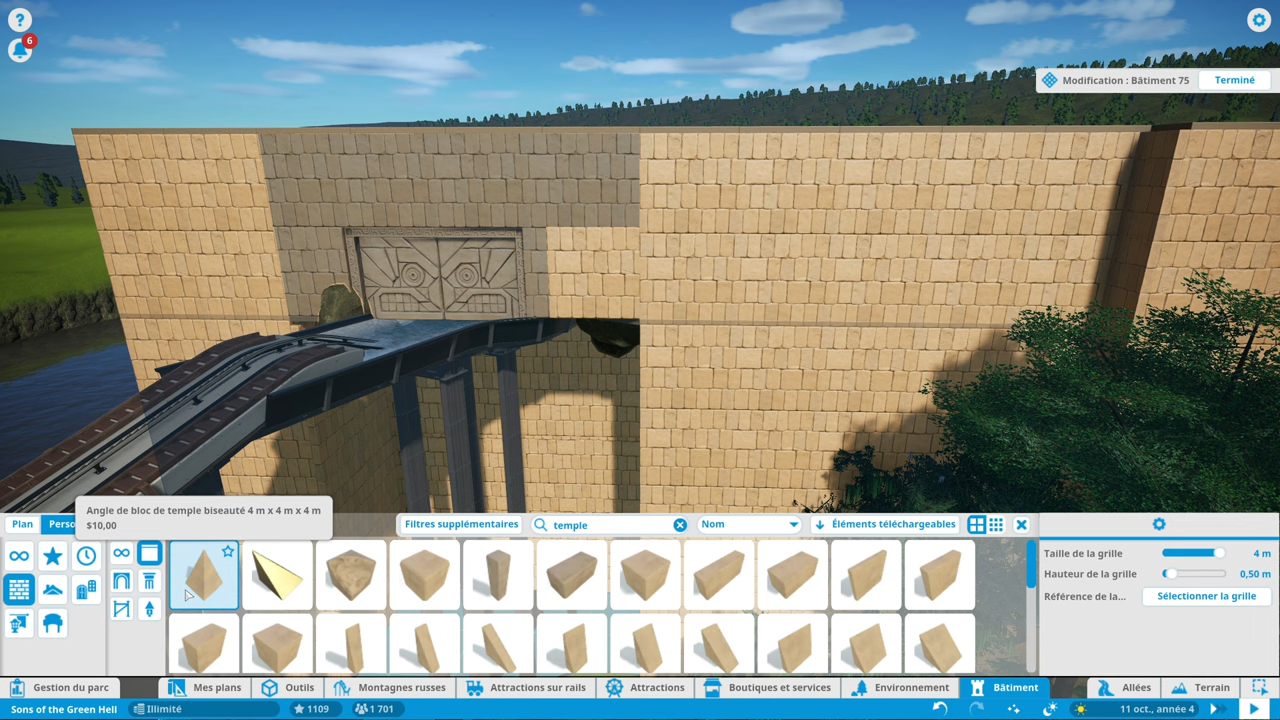 ?
6
Modification : Bâtiment 75
Terminé
Angle de bloc de temple biseauté 4 m x 4 m x 4 m
$10,00
Plan
Perso
Filtres supplémentaires
temple
Nom
Éléments téléchargeables
Taille de la grille
4 m
Hauteur de la grille
0,50 m
Référence de la...
Sélectionner la grille
Gestion du parc
Mes plans
Outils
Montagnes russes
Attractions sur rails
Attractions
Boutiques et services
Environnement
Bâtiment
Allées
Terrain
Sons of the Green Hell
Illimité
1109
1 701
11 oct., année 4